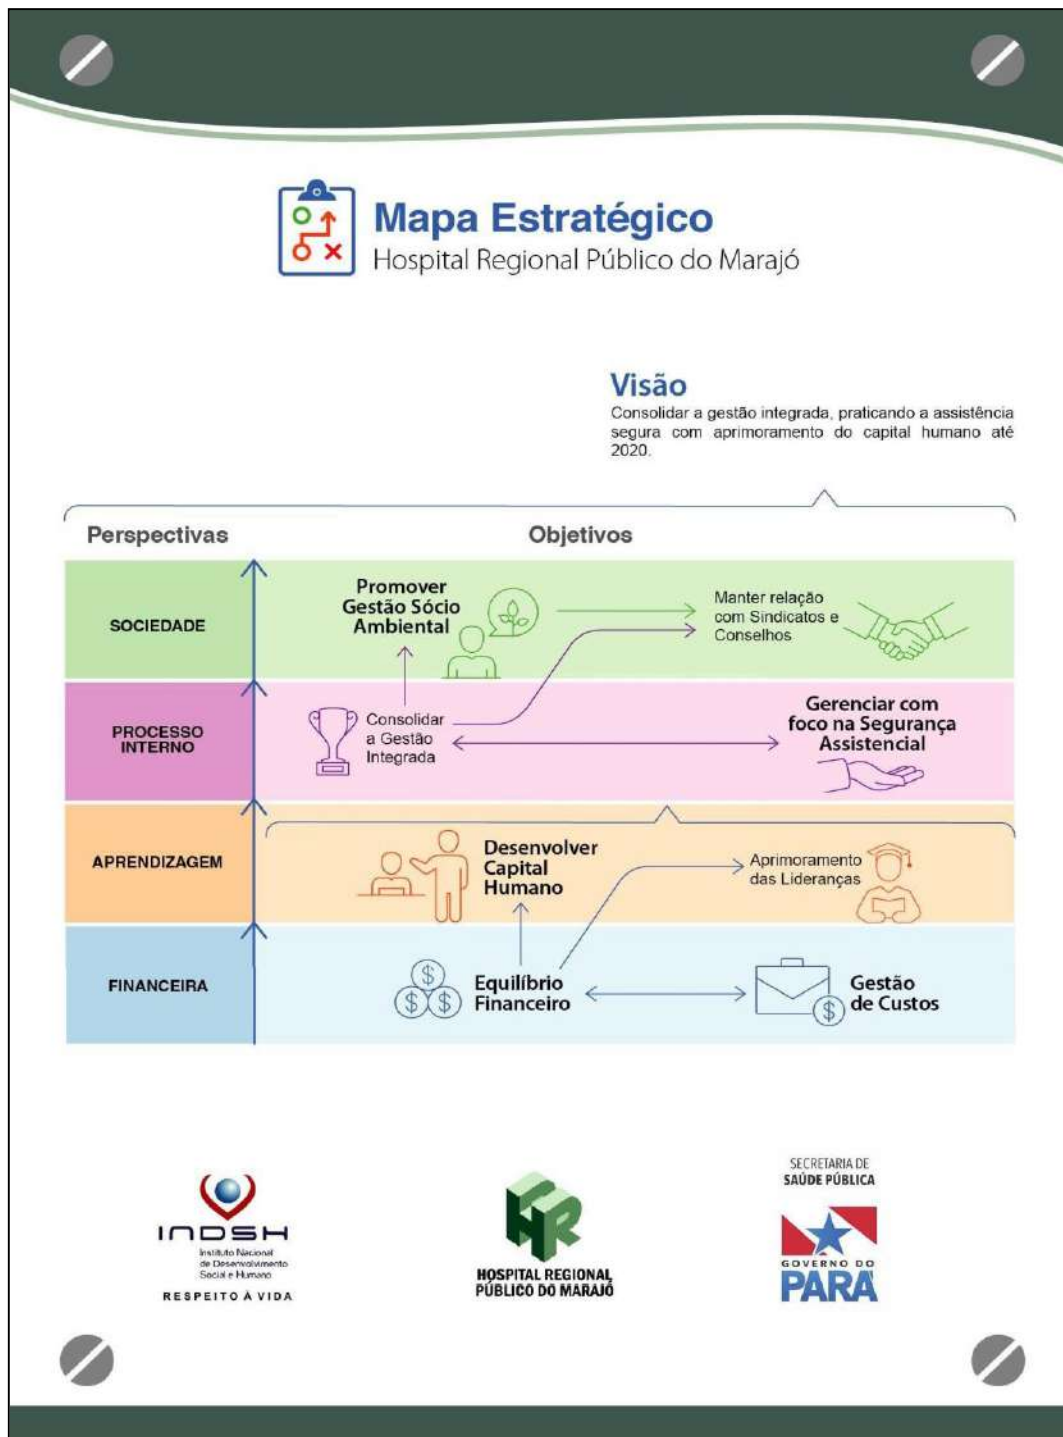 Mapa Estratégico
Hospital Regional Público do Marajó
Visão
Consolidar a gestão integrada, praticando a assistência
segura com aprimoramento do capital humano até
2020.
Perspectivas
Objetivos
SOCIEDADE
Promover
Gestão Sócio
Ambiental
Manter relação
com Sindicatos e
Conselhos
PROCESSO
INTERNO
Consolidar
a Gestão
Integrada
Gerenciar com
foco na Segurança
Assistencial
APRENDIZAGEM
Desenvolver
Capital
Humano
Aprimoramento
das Lideranças
FINANCEIRA
$
$ $
Equilíbrio
Financeiro
$
Gestão
de Custos
INDSH
Instituto Nacional
de Desenvolvimento
Social e Humano
RESPEITO À VIDA
HR
HOSPITAL REGIONAL
PÚBLICO DO MARAJÓ
SECRETARIA DE
SAÚDE PÚBLICA
GOVERNO DO
PARÁ